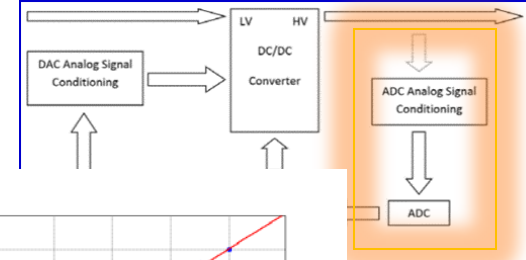 LV HV
DC/DC
Converter
DAC Analog Signal
Conditioning
ADC Analog Signal
Conditioning
ADC